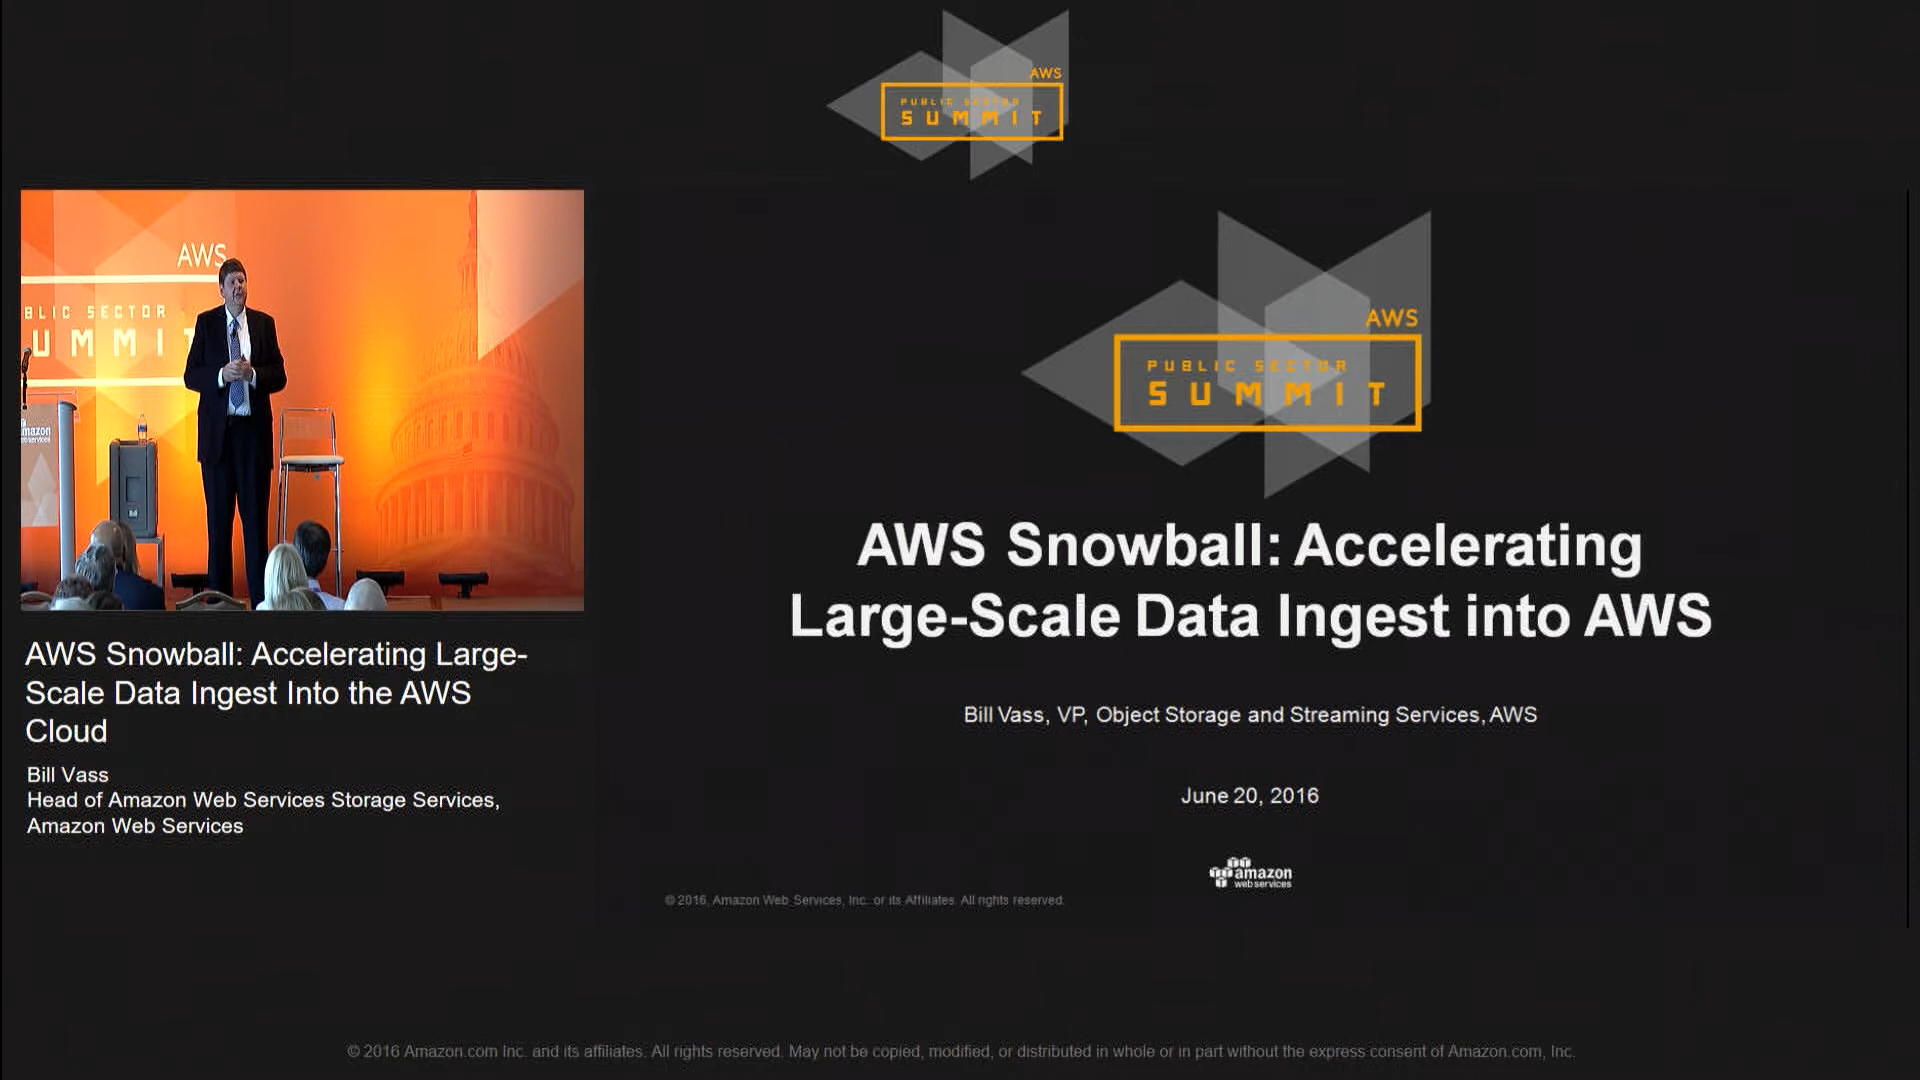 AWS
PUBLIC SECTOR
SUMMIT
AWS
BLIC SECTOR
UMMIT
amazon
web services
AWS Snowball: Accelerating Large-
Scale Data Ingest Into the AWS
Cloud
Bill Vass
Head of Amazon Web Services Storage Services,
Amazon Web Services
AWS
PUBLIC SECTOR
SUMMIT
AWS Snowball: Accelerating
Large-Scale Data Ingest into AWS
Bill Vass, VP, Object Storage and Streaming Services, AWS
June 20, 2016
amazon
web services
© 2016, Amazon Web Services, Inc. or its Affiliates. All rights reserved.
© 2016 Amazon.com Inc. and its affiliates. All rights reserved. May not be copied, modified, or distributed in whole or in part without the express consent of Amazon.com, Inc.